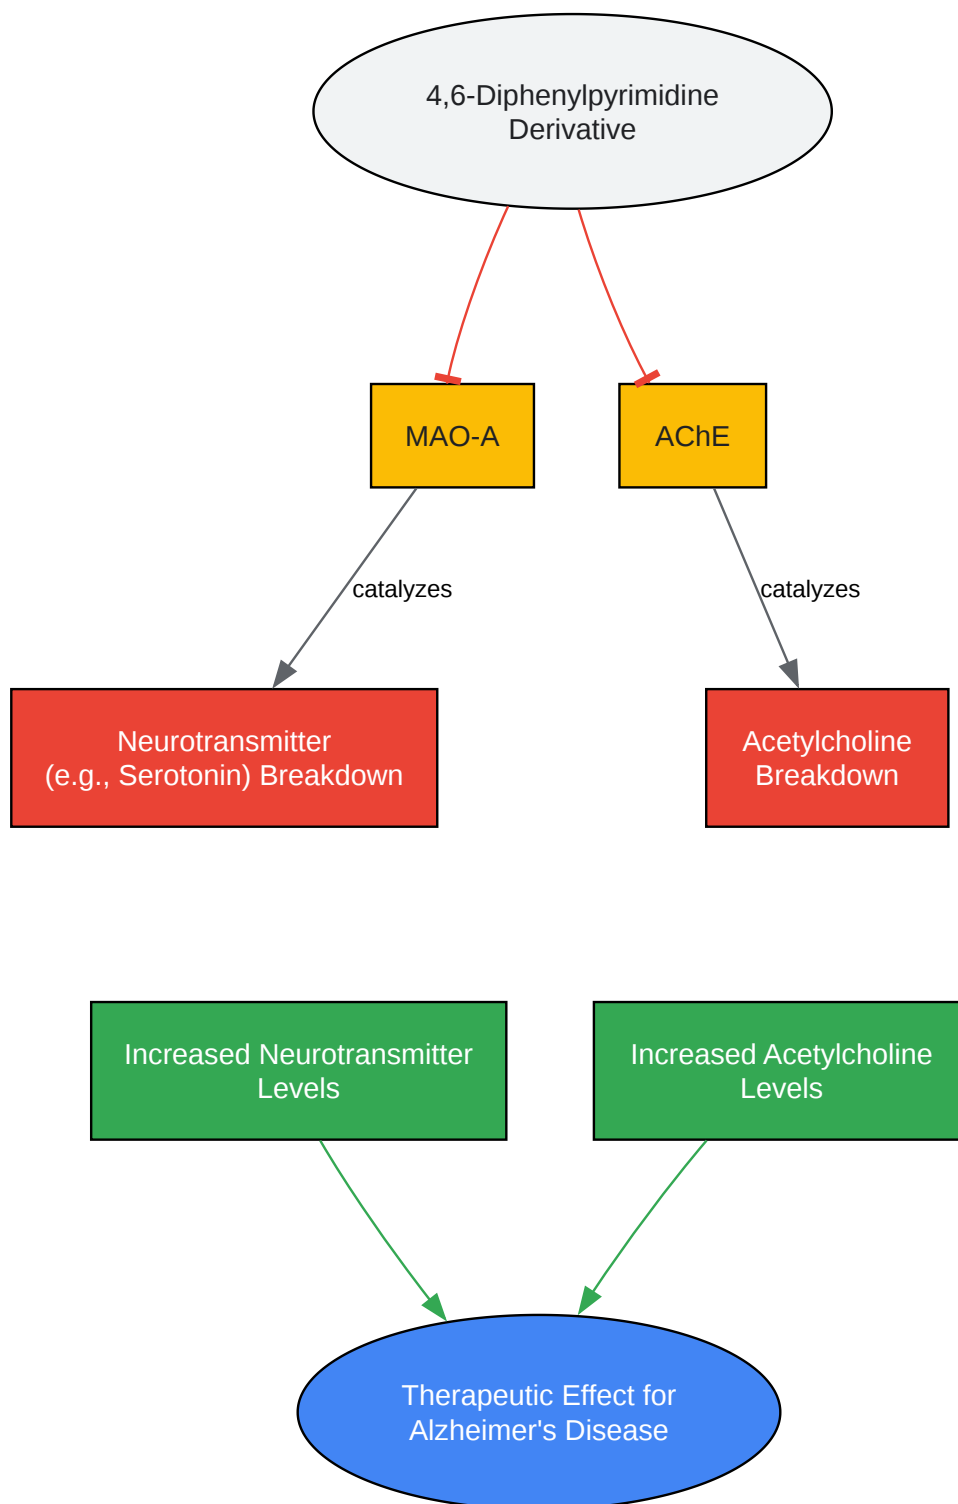 4,6-Diphenylpyrimidine
Derivative
MAO-A
AChE
catalyzes
catalyzes
Neurotransmitter
(e.g., Serotonin) Breakdown
Acetylcholine
Breakdown
Increased Neurotransmitter
Levels
Increased Acetylcholine
Levels
Therapeutic Effect for
Alzheimer's Disease